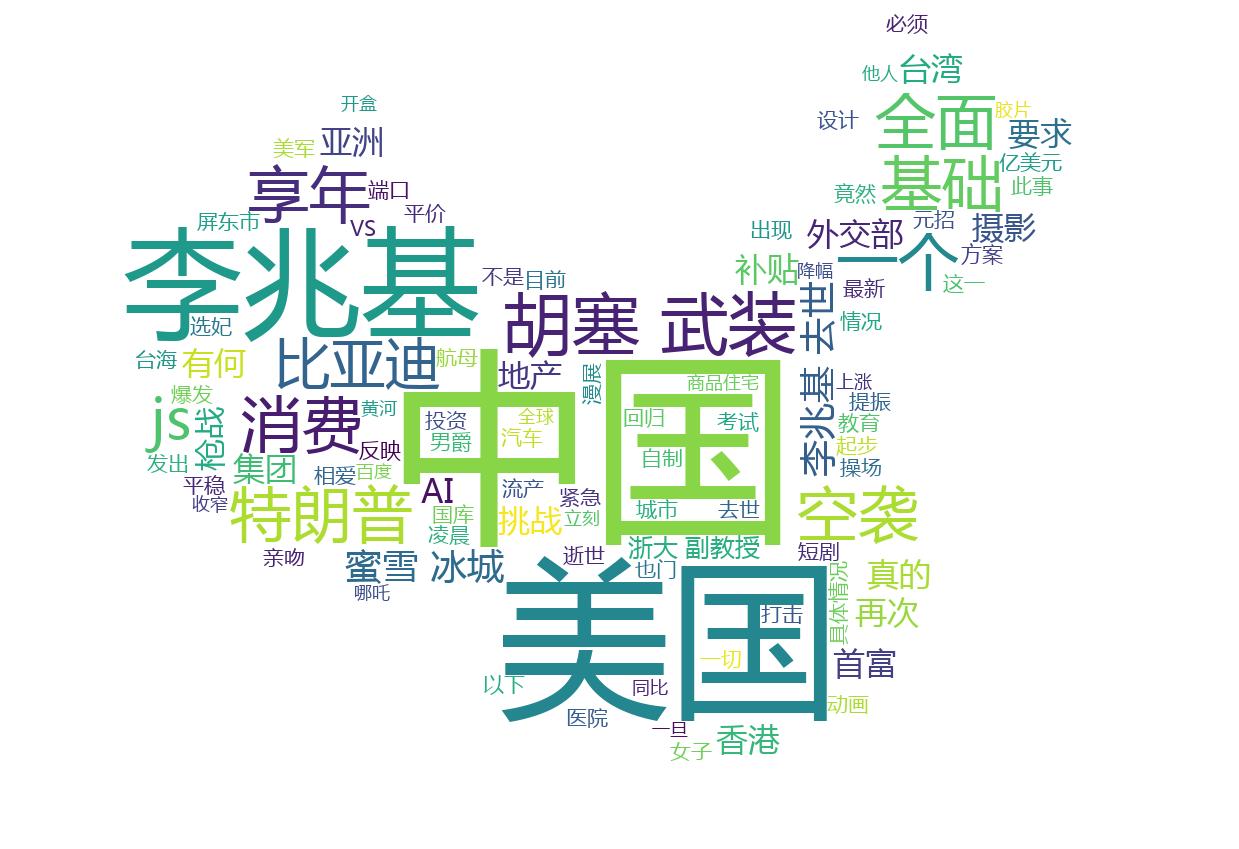 必须
他人 台湾
开盒
全面 胶片
设计
要求
美军 亚洲
亿美元
基础
享年 端口
竟然 此事
平价
屏东市
VS
出现 外交部 元招 摄影
李兆基
一个 方案
不是 目前
补贴 降幅
这一
最新
选妃
胡塞 武装
去世 情况
台海 有何 比亚迪 航母
地产
漫展
商品住宅
上涨
爆发
中国
李兆基
提振
js
枪战
消费 黄河
投资 全球
回归 考试
教育
反映
男爵 汽车
起步
发出
集团 相爱 百度
自制
操场
平稳
AI 流产 紧急
收窄
特朗普
国库 挑战 立刻
城市 去世
空袭
凌晨
亲吻
蜜雪 冰城
逝世
浙大 副教授
短剧
也门
具体情况
真的
哪吒
美国
打击
再次
一切
首富
以下
同比
医院
动画
一旦
女子 香港